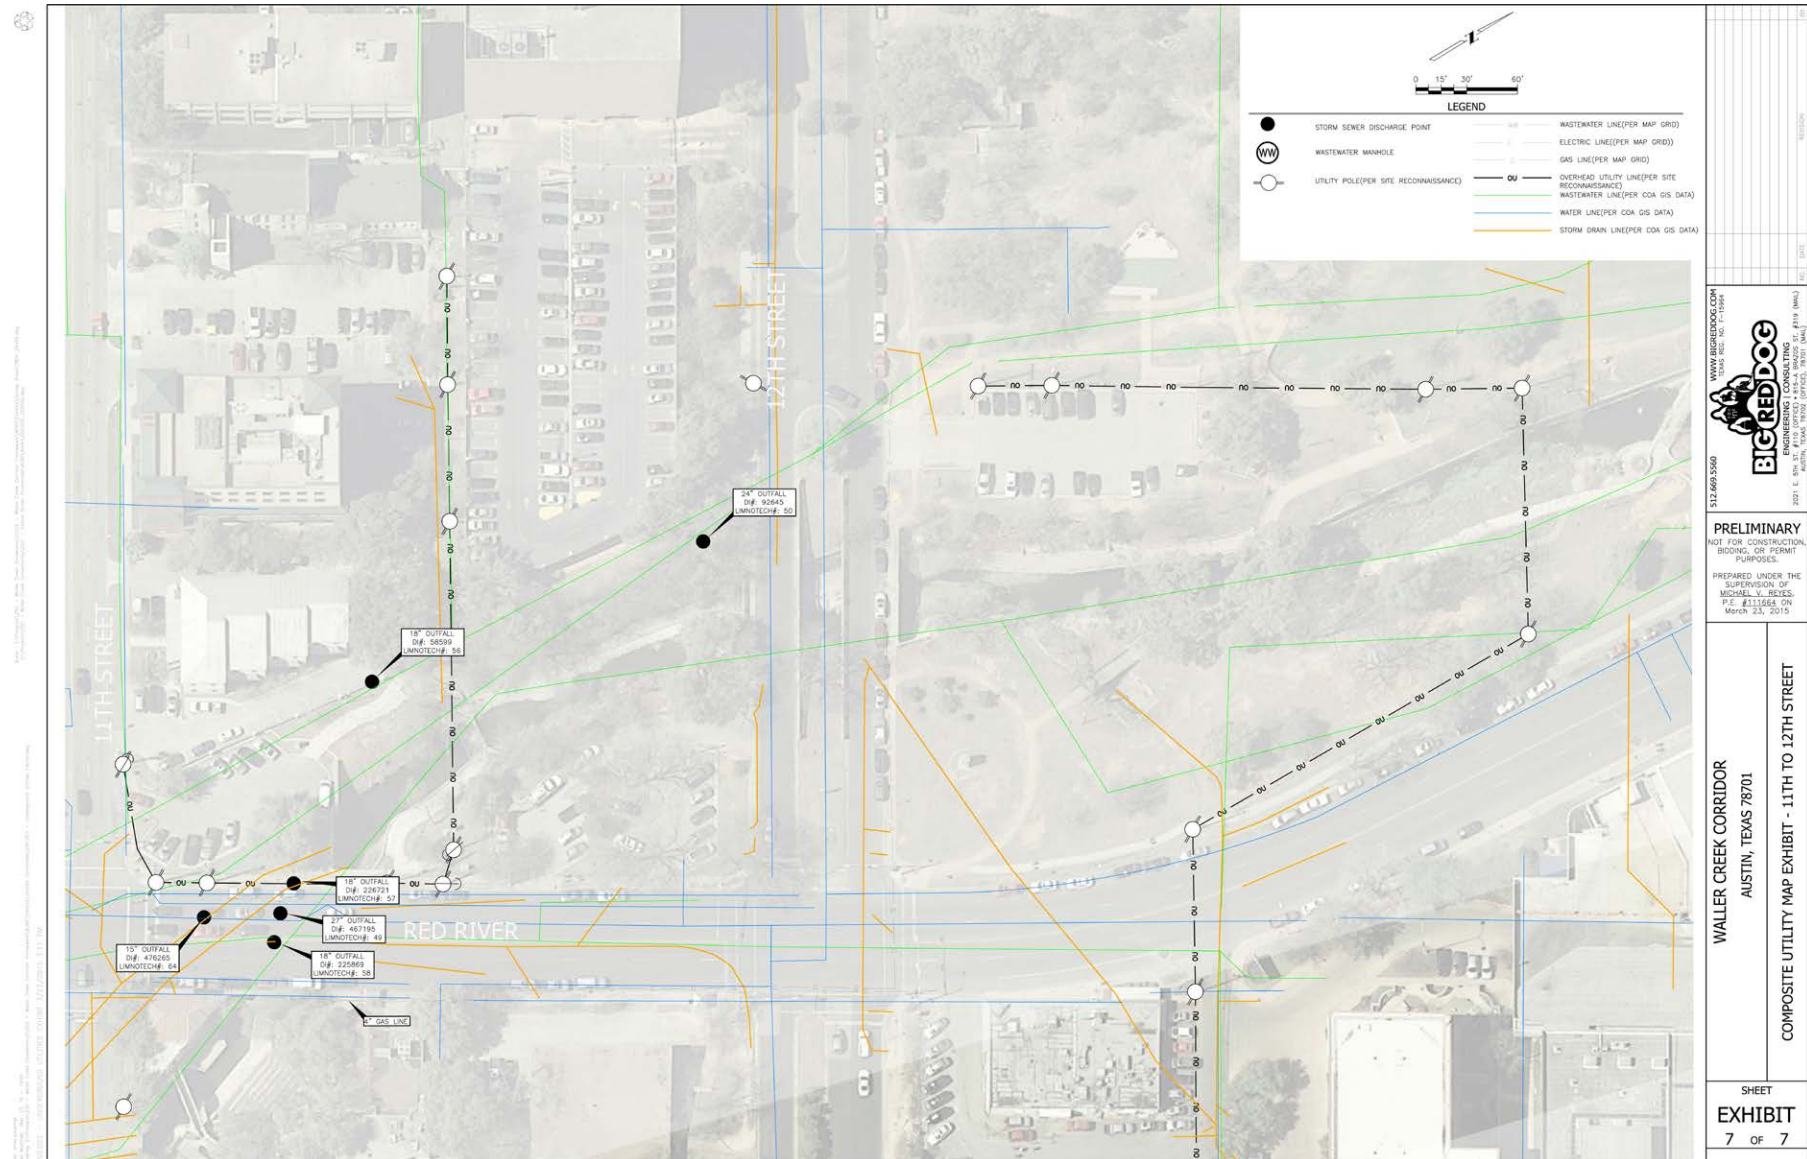 0 15' 30' 60'
LEGEND
STORM SEWER DISCHARGE POINT
WW
WASTEWATER MANHOLE
UTILITY POLE(PER SITE RECONNAISSANCE)
WASTEWATER LINE(PER MAP GRID)
ELECTRIC LINE((PER MAP GRID))
GAS LINE(PER MAP GRID)
OU
OVERHEAD UTILITY LINE(PER SITE
RECONNAISSANCE)
WASTEWATER LINE(PER COA GIS DATA)
WATER LINE(PER COA GIS DATA)
STORM DRAIN LINE(PER COA GIS DATA)
12TH STREET
11TH STREET
RED RIVER
24" OUTFALL
DI#: 92645
LIMNOTECH#: 50
18" OUTFALL
DI#: 58599
LIMNOTECH#: 56
18" OUTFALL
DI#: 226721
LIMNOTECH#: 57
27" OUTFALL
DI#: 467195
LIMNOTECH#: 49
15" OUTFALL
DI#: 476265
LIMNOTECH#: 64
18" OUTFALL
DI#: 225869
LIMNOTECH#: 58
4" GAS LINE
REVISION
NO. DATE
WWW.BIGREDDOG.COM
512.669.5560
BIG RED DOG
ENGINEERING | CONSULTING
PRELIMINARY
NOT FOR CONSTRUCTION,
BIDDING, OR PERMIT
PURPOSES.
PREPARED UNDER THE
SUPERVISION OF
MICHAEL V. REYES,
P.E. #111664 ON
March 23, 2015
WALLER CREEK CORRIDOR
AUSTIN, TEXAS 78701
COMPOSITE UTILITY MAP EXHIBIT - 11TH TO 12TH STREET
SHEET
EXHIBIT
7 OF 7